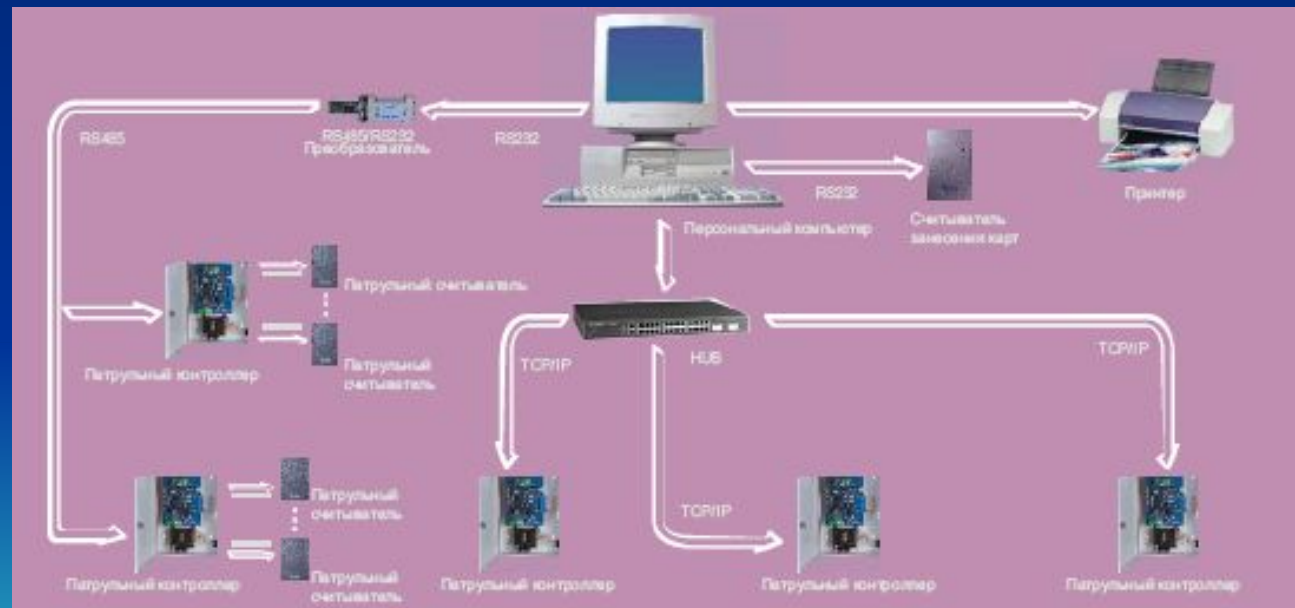 RS485
RS485/RS232
Преобразователь
RS232
RS232
Принтер
Персональный компьютер
Считыватель
занесения карт
Патрульный считыватель
Патрульный контроллер
Патрульный
считыватель
TCP/IP
HUB
TCP/IP
Патрульный
считыватель
TCP/IP
Патрульный контроллер
Патрульный
считыватель
Патрульный контроллер
Патрульный контроллер
Патрульный контроллер